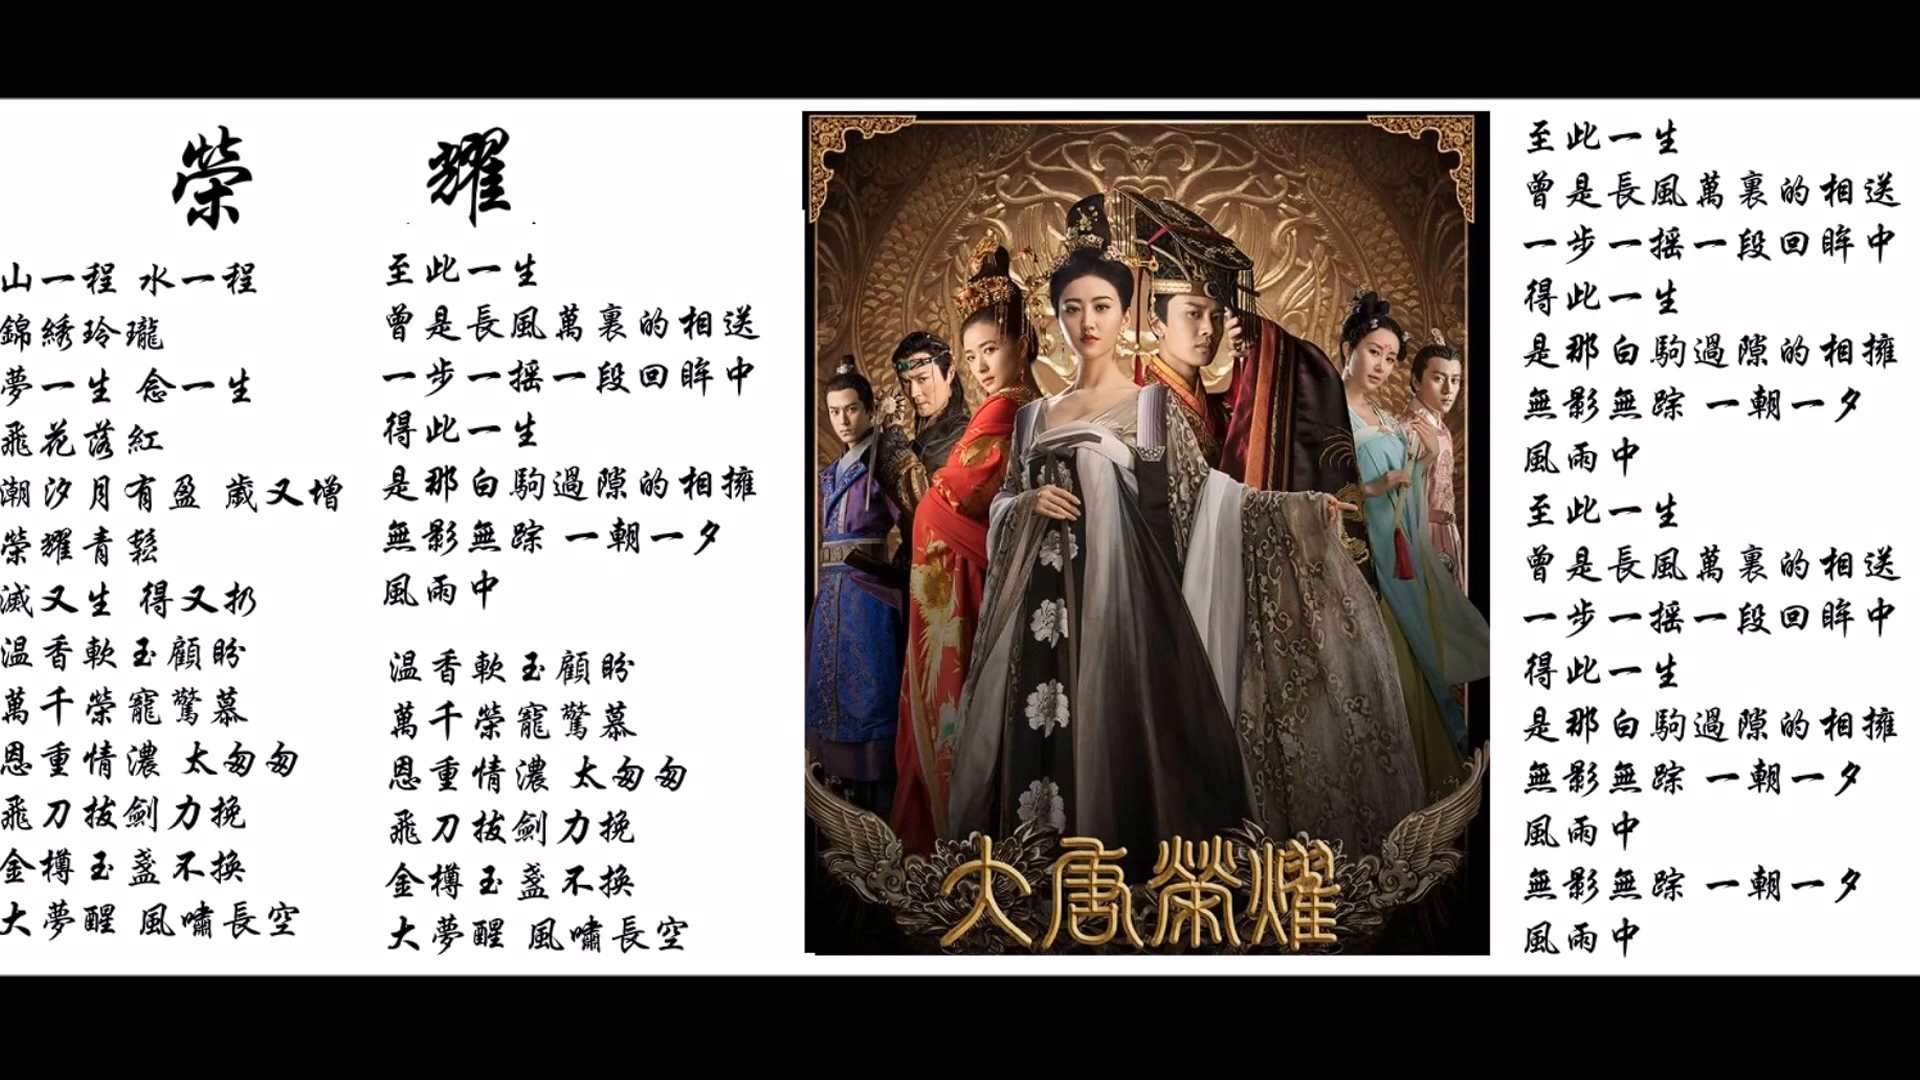 榮 耀
山一程 水一程
錦綉玲瓏
夢一生 念一生
飛花落紅
潮汐月有盈 歲又增
榮耀青鬆
滅又生 得又扔
温香軟玉顧盼
萬千榮寵驚慕
恩重情濃 太匆匆
飛刀拔劍力挽
金樽玉盞不换
大夢醒 風嘯長空
至此一生
曾是長風萬裏的相送
一步一摇一段回眸中
得此一生
是那白駒過隙的相擁
無影無踪 一朝一夕
風雨中
温香軟玉顧盼
萬千榮寵驚慕
恩重情濃 太匆匆
飛刀拔劍力挽
金樽玉盞不换
大夢醒 風嘯長空
大唐榮耀
至此一生
曾是長風萬裏的相送
一步一摇一段回眸中
得此一生
是那白駒過隙的相擁
無影無踪 一朝一夕
風雨中
至此一生
曾是長風萬裏的相送
一步一摇一段回眸中
得此一生
是那白駒過隙的相擁
無影無踪 一朝一夕
風雨中
無影無踪 一朝一夕
風雨中